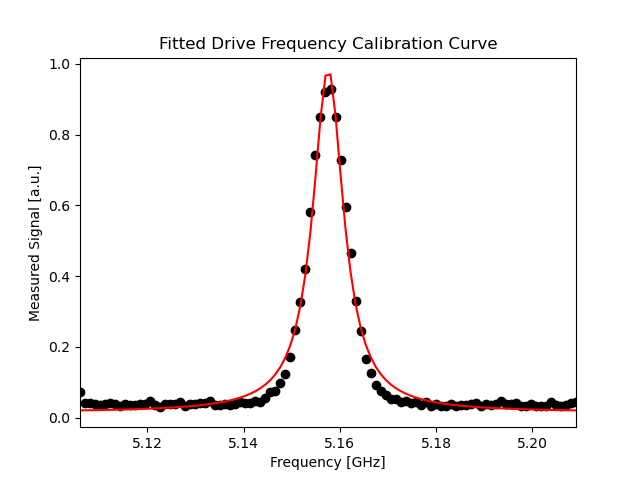 Fitted Drive Frequency Calibration Curve
1.0
0.8
0.6
0.4
0.2
0.0
Measured Signal [a.u.]
5.12 5.14 5.16 5.18 5.20
Frequency [GHz]